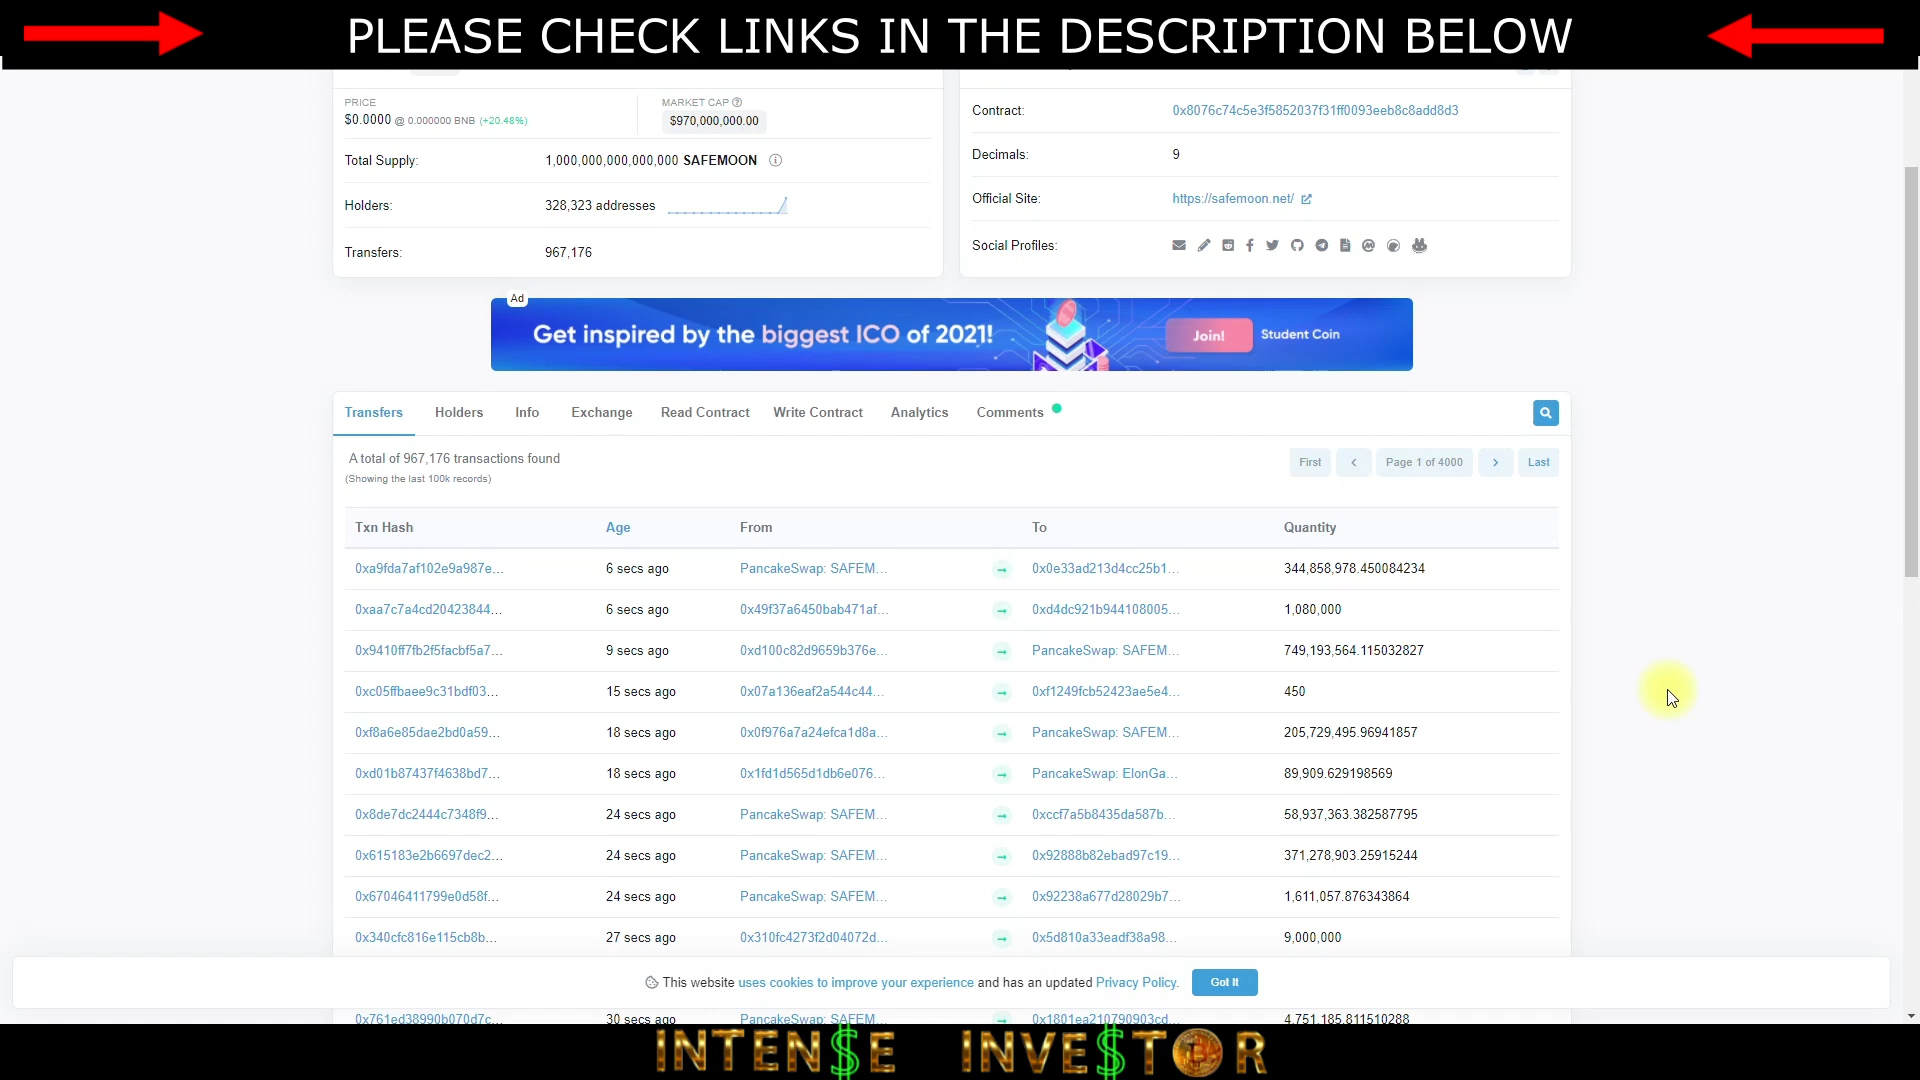 PLEASE CHECK LINKS IN THE DESCRIPTION BELOW
PRICE
$0.0000 @ 0.000000 BNB (+20.48%)
MARKET CAP
$970,000,000.00
Total Supply: 1,000,000,000,000,000 SAFEMOON
Holders: 328,323 addresses
Transfers: 967,176
Contract: 0x8076c74c5e3f5852037f31ff0093eeb8c8add8d3
Decimals: 9
Official Site: https://safemoon.net/
Social Profiles:
Ad
Get inspired by the biggest ICO of 2021! Join! Student Coin
Transfers Holders Info Exchange Read Contract Write Contract Analytics Comments
A total of 967,176 transactions found
(Showing the last 100k records)
First Page 1 of 4000 Last
Txn Hash Age From To Quantity
0xa9fda7af102e9a987e... 6 secs ago PancakeSwap: SAFEM... 0x0e33ad213d4cc25b1... 344,858,978.450084234
0xaa7c7a4cd20423844... 6 secs ago 0x49f37a6450bab471af... 0xd4dc921b944108005... 1,080,000
0x9410ff7fb2f5facbf5a7... 9 secs ago 0xd100c82d9659b376e... PancakeSwap: SAFEM... 749,193,564.115032827
0xc05ffbaee9c31bdf03... 15 secs ago 0x07a136eaf2a544c44... 0xf1249fcb52423ae5e4... 450
0xf8a6e85dae2bd0a59... 18 secs ago 0x0f976a7a24efca1d8a... PancakeSwap: SAFEM... 205,729,495.96941857
0xd01b87437f4638bd7... 18 secs ago 0x1fd1d565d1db6e076... PancakeSwap: ElonGa... 89,909.629198569
0x8de7dc2444c7348f9... 24 secs ago PancakeSwap: SAFEM... 0xccf7a5b8435da587b... 58,937,363.382587795
0x615183e2b6697dec2... 24 secs ago PancakeSwap: SAFEM... 0x92888b82ebad97c19... 371,278,903.25915244
0x67046411799e0d58f... 24 secs ago PancakeSwap: SAFEM... 0x92238a677d28029b7... 1,611,057.876343864
0x340cfc816e115cb8b... 27 secs ago 0x310fc4273f2d04072d... 0x5d810a33eadf38a98... 9,000,000
This website uses cookies to improve your experience and has an updated Privacy Policy. Got It
0x761ed38990b070d7c... 30 secs ago PancakeSwap: SAFEM... 0x1801ea210790903cd... 4,751,185.811510288
INTEN$E INVE$TOR